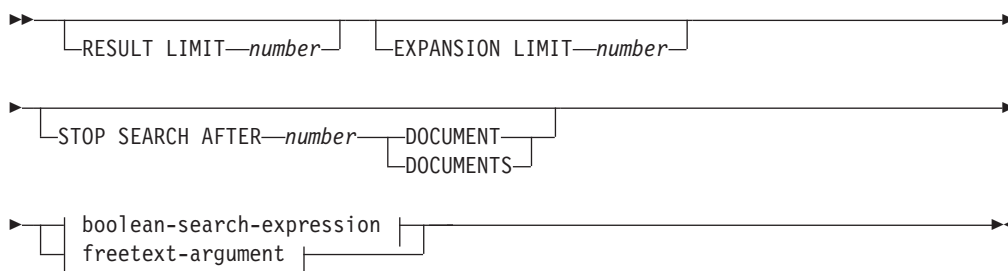 RESULT LIMIT number EXPANSION LIMIT number
STOP SEARCH AFTER number DOCUMENT
DOCUMENTS
boolean-search-expression
freetext-argument